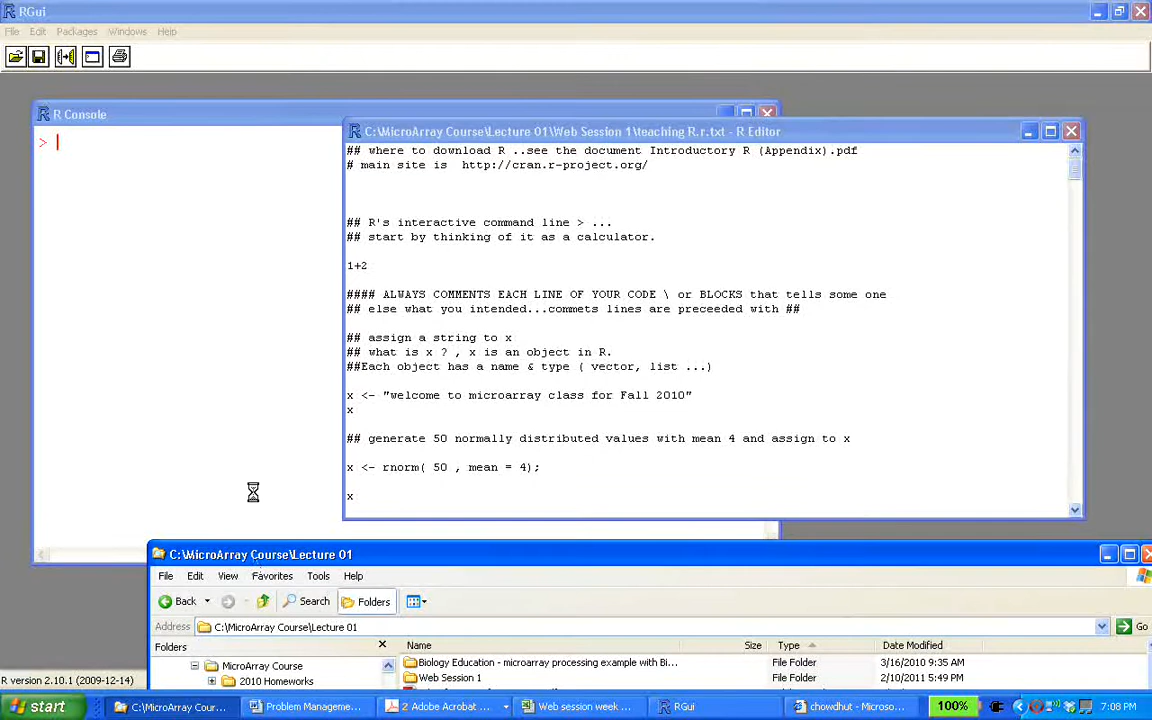 RGui
File Edit Packages Windows Help
R Console
>
C:\MicroArray Course\Lecture 01\Web Session 1\teaching R.r.txt - R Editor
## where to download R ..see the document Introductory R (Appendix).pdf
# main site is http://cran.r-project.org/
## R's interactive command line > ...
## start by thinking of it as a calculator.
1+2
#### ALWAYS COMMENTS EACH LINE OF YOUR CODE \ or BLOCKS that tells some one
## else what you intended...commets lines are preceeded with ##
## assign a string to x
## what is x ? , x is an object in R.
##Each object has a name & type ( vector, list ...)
x <- "welcome to microarray class for Fall 2010"
x
## generate 50 normally distributed values with mean 4 and assign to x
x <- rnorm( 50 , mean = 4);
x
C:\MicroArray Course\Lecture 01
File Edit View Favorites Tools Help
Back Search Folders
Address C:\MicroArray Course\Lecture 01 Go
Folders Name Size Type Date Modified
MicroArray Course Biology Education - microarray processing example with Bi... File Folder 3/16/2010 9:35 AM
2010 Homeworks Web Session 1 File Folder 2/10/2011 5:49 PM
R version 2.10.1 (2009-12-14)
start C:\MicroArray Cour... Problem Manageme... 2 Adobe Acrobat ... Web session week ... RGui chowdhut - Microso... 100% 7:08 PM